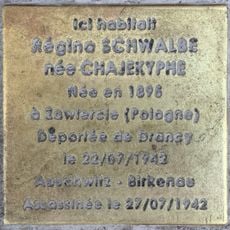 Ici habitait
Régina SCHWALBE
née CHAJEKYPHE
Née en 1895
à Zawiercie (Pologne)
Déportée de Drancy
le 22/07/1942
Auschwitz - Birkenau
Assassinée le 27/07/1942